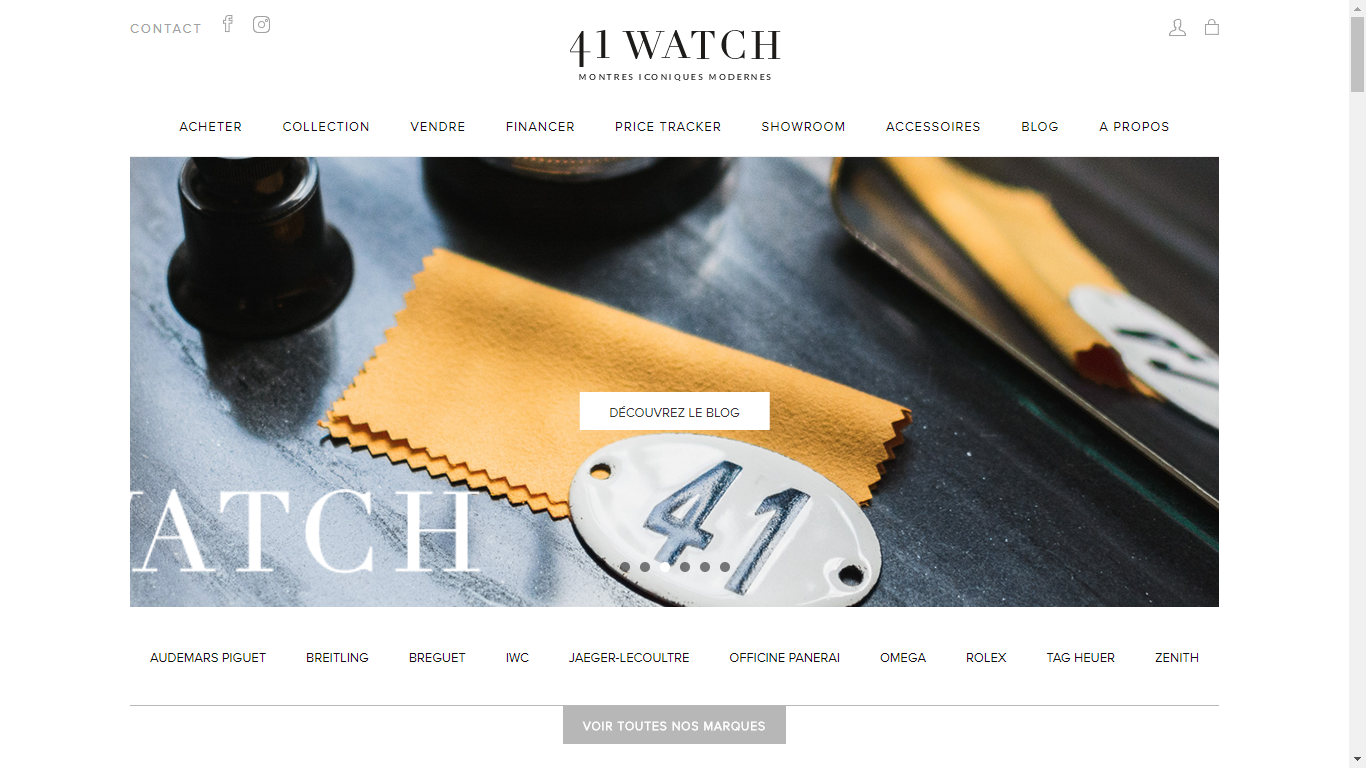 CONTACT
41 WATCH
MONTRES ICONIQUES MODERNES
ACHETER COLLECTION VENDRE FINANCER PRICE TRACKER SHOWROOM ACCESSOIRES BLOG A PROPOS
DÉCOUVREZ LE BLOG
41
WATCH
AUDEMARS PIGUET BREITLING BREGUET IWC JAEGER-LECOULTRE OFFICINE PANERAI OMEGA ROLEX TAG HEUER ZENITH
VOIR TOUTES NOS MARQUES